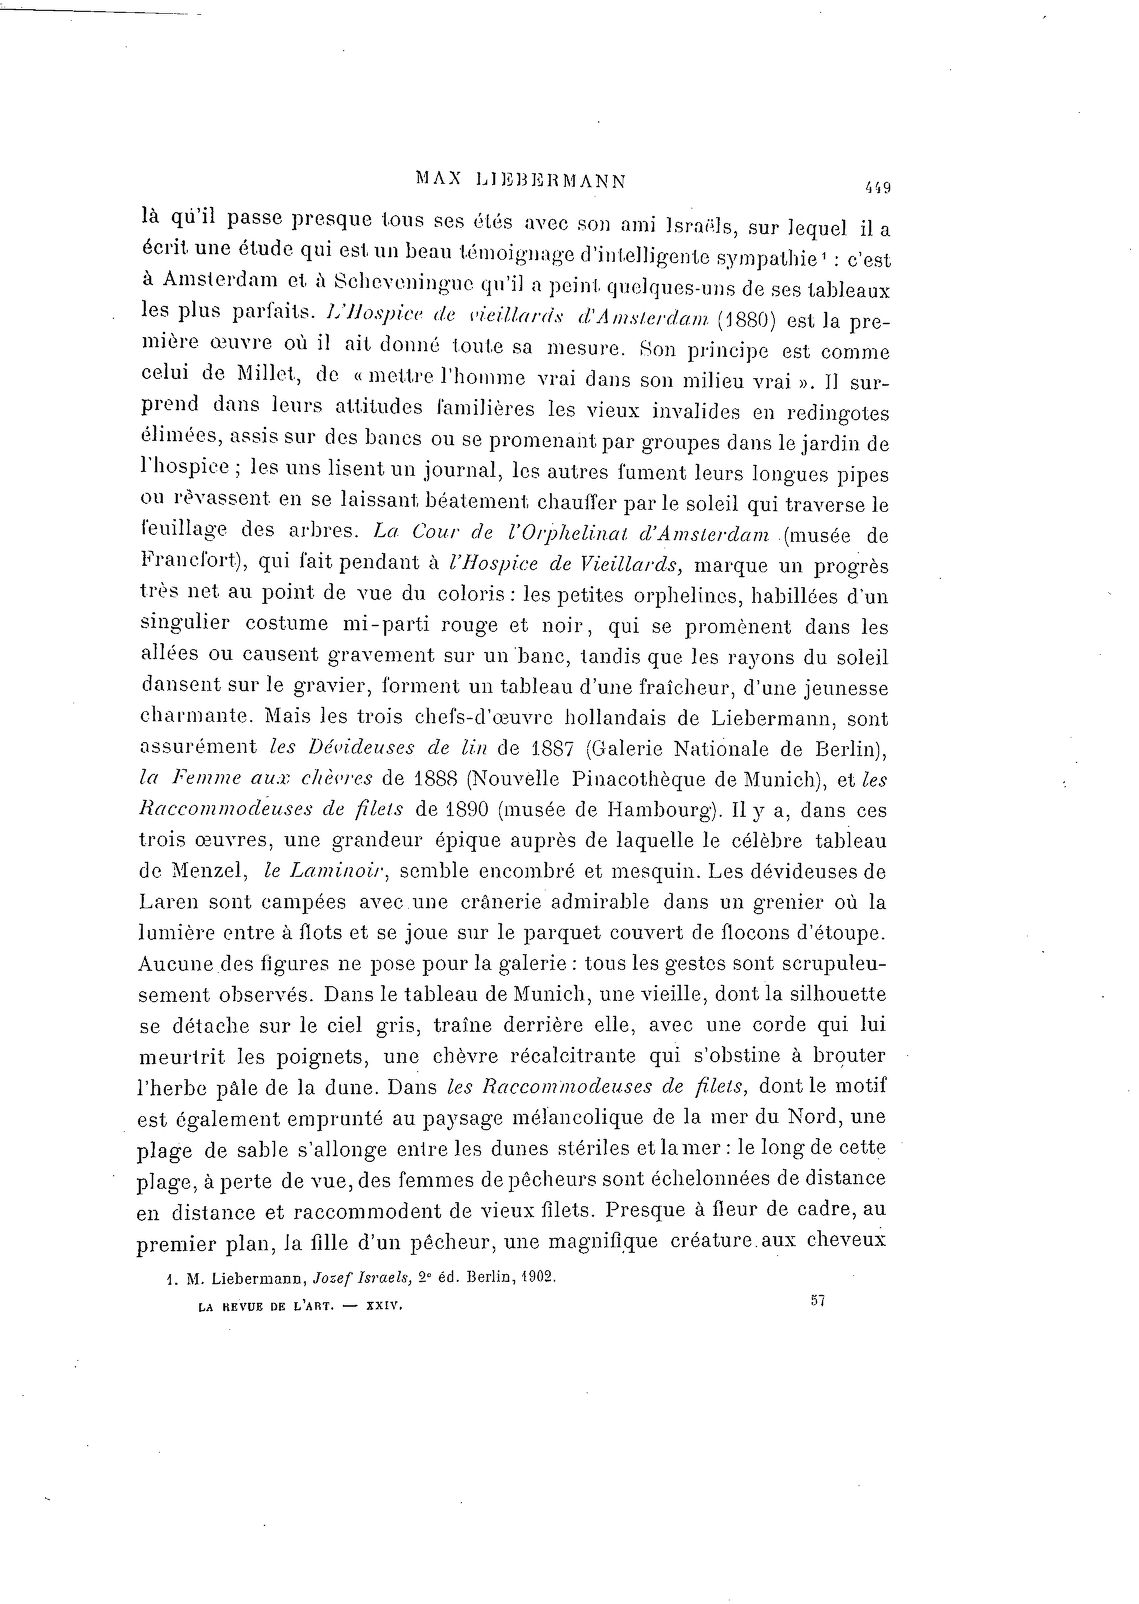 MAX LIEBERMANN
449
là qu'il passe presque tous ses étés avec son ami Israëls, sur lequel il a
écrit une étude qui est un beau témoignage d'intelligente sympathie¹ : c'est
à Amsterdam et à Scheveningue qu'il a peint quelques-uns de ses tableaux
les plus parfaits. L'Hospice de vieillards d'Amsterdam (1880) est la pre-
mière œuvre où il ait donné toute sa mesure. Son principe est comme
celui de Millet, de « mettre l'homme vrai dans son milieu vrai ». Il sur-
prend dans leurs attitudes familières les vieux invalides en redingotes
élimées, assis sur des bancs ou se promenant par groupes dans le jardin de
l'hospice ; les uns lisent un journal, les autres fument leurs longues pipes
ou rêvassent en se laissant béatement chauffer par le soleil qui traverse le
feuillage des arbres. La Cour de l'Orphelinat d'Amsterdam (musée de
Francfort), qui fait pendant à l'Hospice de Vieillards, marque un progrès
très net au point de vue du coloris : les petites orphelines, habillées d'un
singulier costume mi-parti rouge et noir, qui se promènent dans les
allées ou causent gravement sur un banc, tandis que les rayons du soleil
dansent sur le gravier, forment un tableau d'une fraîcheur, d'une jeunesse
charmante. Mais les trois chefs-d'œuvre hollandais de Liebermann, sont
assurément les Dévideuses de lin de 1887 (Galerie Nationale de Berlin),
la Femme aux chèvres de 1888 (Nouvelle Pinacothèque de Munich), et les
Raccommodeuses de filets de 1890 (musée de Hambourg). Il y a, dans ces
trois œuvres, une grandeur épique auprès de laquelle le célèbre tableau
de Menzel, le Laminoir, semble encombré et mesquin. Les dévideuses de
Laren sont campées avec une crânerie admirable dans un grenier où la
lumière entre à flots et se joue sur le parquet couvert de flocons d'étoupe.
Aucune des figures ne pose pour la galerie : tous les gestes sont scrupuleu-
sement observés. Dans le tableau de Munich, une vieille, dont la silhouette
se détache sur le ciel gris, traîne derrière elle, avec une corde qui lui
meurtrit les poignets, une chèvre récalcitrante qui s'obstine à brouter
l'herbe pâle de la dune. Dans les Raccommodeuses de filets, dont le motif
est également emprunté au paysage mélancolique de la mer du Nord, une
plage de sable s'allonge entre les dunes stériles et la mer : le long de cette
plage, à perte de vue, des femmes de pêcheurs sont échelonnées de distance
en distance et raccommodent de vieux filets. Presque à fleur de cadre, au
premier plan, la fille d'un pêcheur, une magnifique créature aux cheveux
1. M. Liebermann, Jozef Israels, 2e éd. Berlin, 1902.
LA REVUE DE L'ART. — XXIV.
57